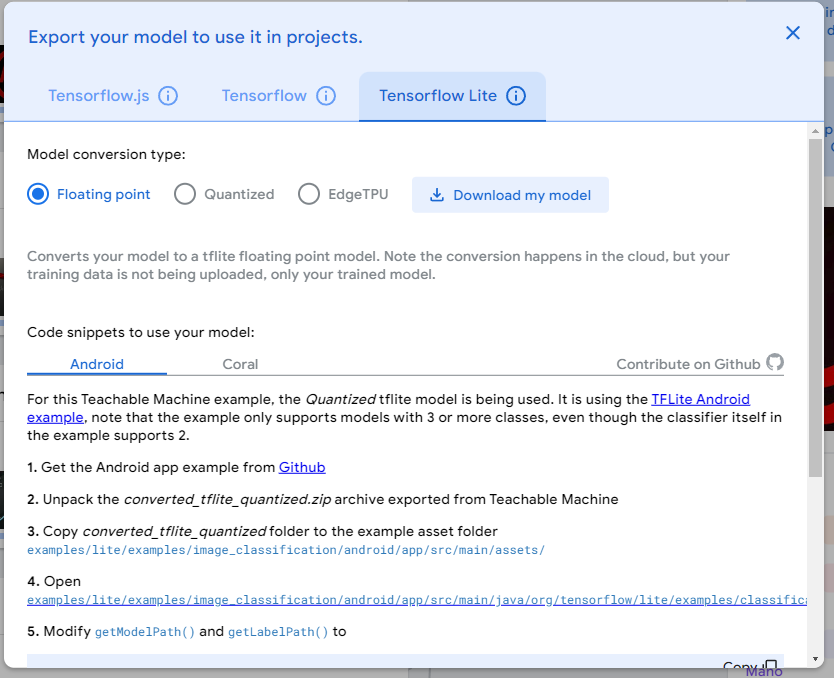 Export your model to use it in projects.
Tensorflow.js
Tensorflow
Tensorflow Lite
Model conversion type:
Floating point
Quantized
EdgeTPU
Download my model
Converts your model to a tflite floating point model. Note the conversion happens in the cloud, but your
training data is not being uploaded, only your trained model.
Code snippets to use your model:
Android
Coral
Contribute on Github
For this Teachable Machine example, the Quantized tflite model is being used. It is using the TFLite Android
example, note that the example only supports models with 3 or more classes, even though the classifier itself in
the example supports 2.
1. Get the Android app example from Github
2. Unpack the converted_tflite_quantized.zip archive exported from Teachable Machine
3. Copy converted_tflite_quantized folder to the example asset folder
examples/lite/examples/image_classification/android/app/src/main/assets/
4. Open
examples/lite/examples/image_classification/android/app/src/main/java/org/tensorflow/lite/examples/classific
5. Modify getModelPath() and getLabelPath() to
Copy
Mano